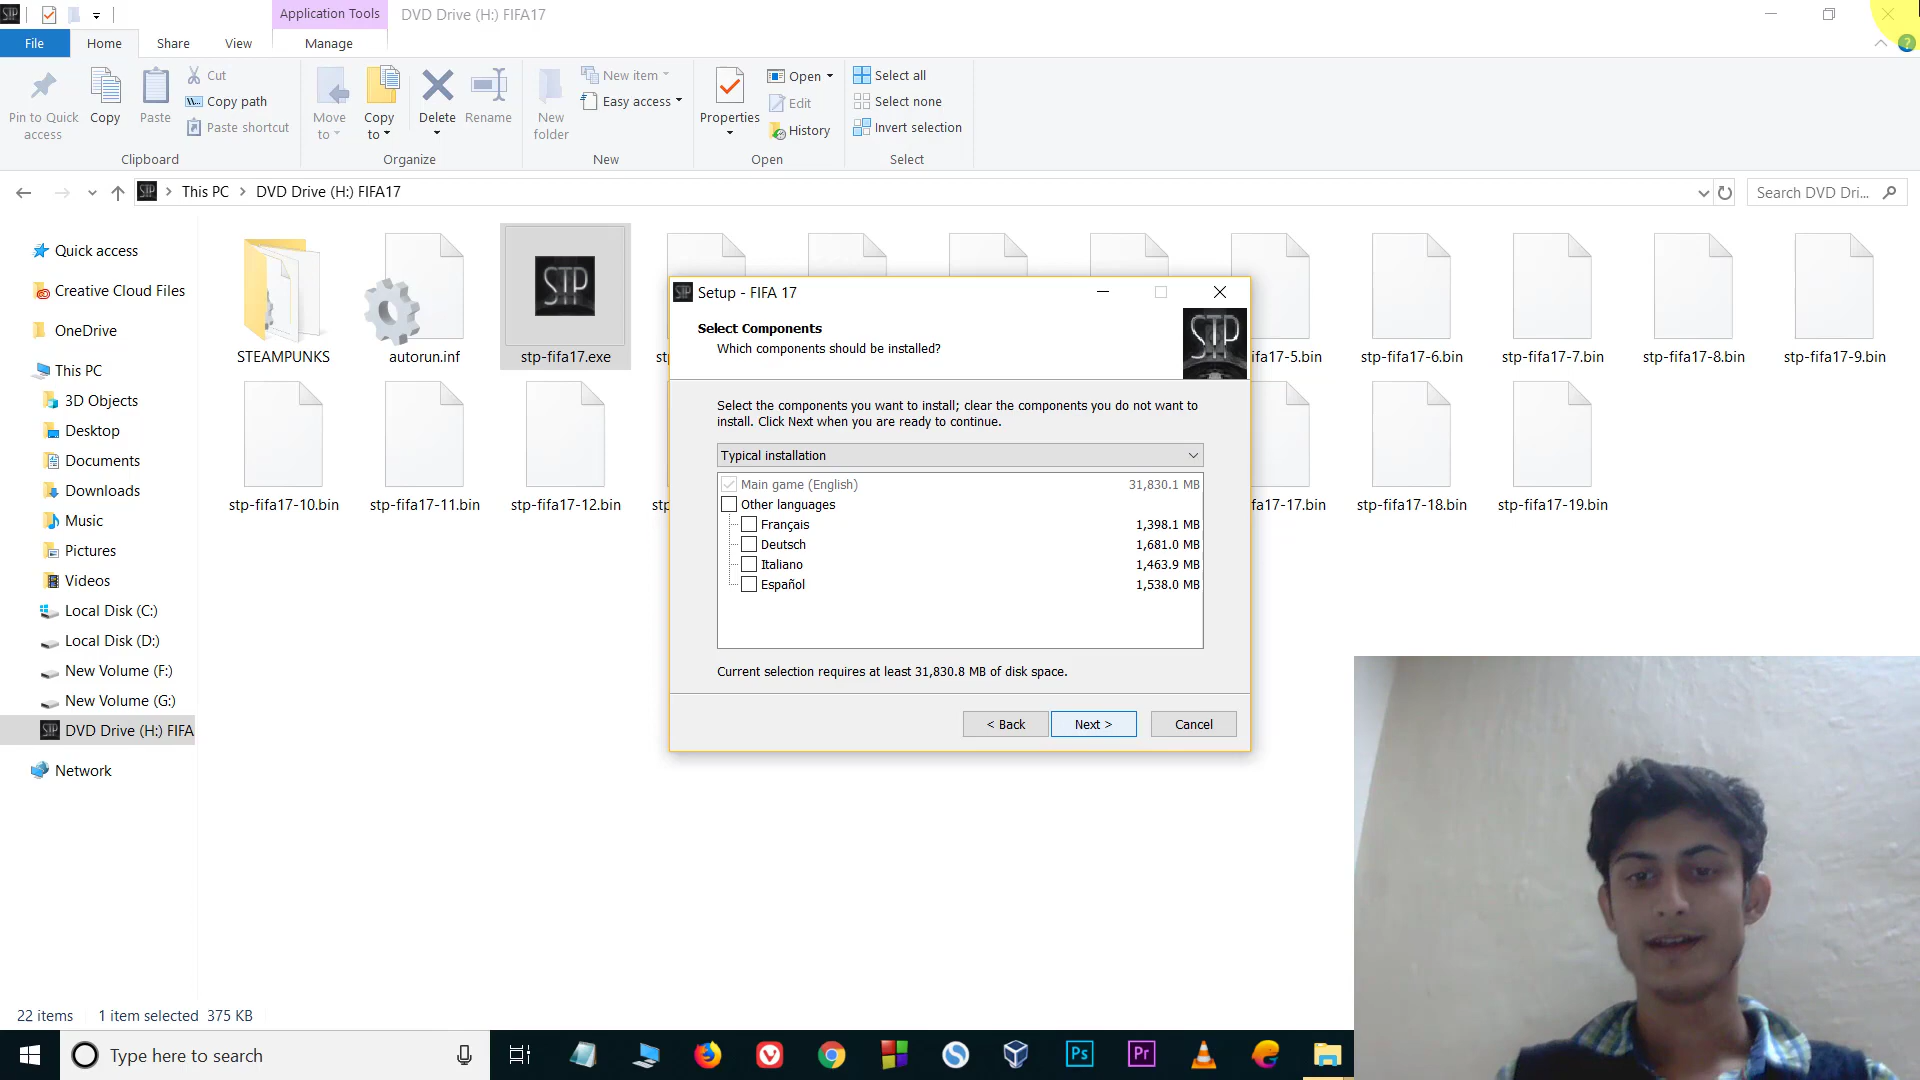 Application Tools
DVD Drive (H:) FIFA17
File
Home
Share
View
Manage
Pin to Quick access
Copy
Paste
Cut
Copy path
Paste shortcut
Clipboard
Move to
Copy to
Delete
Rename
Organize
New folder
New item
Easy access
New
Properties
Open
Edit
History
Open
Select all
Select none
Invert selection
Select
This PC
DVD Drive (H:) FIFA17
Search DVD Dri...
Quick access
Creative Cloud Files
OneDrive
This PC
3D Objects
Desktop
Documents
Downloads
Music
Pictures
Videos
Local Disk (C:)
Local Disk (D:)
New Volume (F:)
New Volume (G:)
DVD Drive (H:) FIFA
Network
STEAMPUNKS
autorun.inf
STP
stp-fifa17.exe
fa17-5.bin
stp-fifa17-6.bin
stp-fifa17-7.bin
stp-fifa17-8.bin
stp-fifa17-9.bin
stp-fifa17-10.bin
stp-fifa17-11.bin
stp-fifa17-12.bin
fa17-17.bin
stp-fifa17-18.bin
stp-fifa17-19.bin
Setup - FIFA 17
Select Components
Which components should be installed?
STP
Select the components you want to install; clear the components you do not want to
install. Click Next when you are ready to continue.
Typical installation
Main game (English) 31,830.1 MB
Other languages
Français 1,398.1 MB
Deutsch 1,681.0 MB
Italiano 1,463.9 MB
Español 1,538.0 MB
Current selection requires at least 31,830.8 MB of disk space.
< Back
Next >
Cancel
22 items
1 item selected 375 KB
Type here to search
Ps
Pr